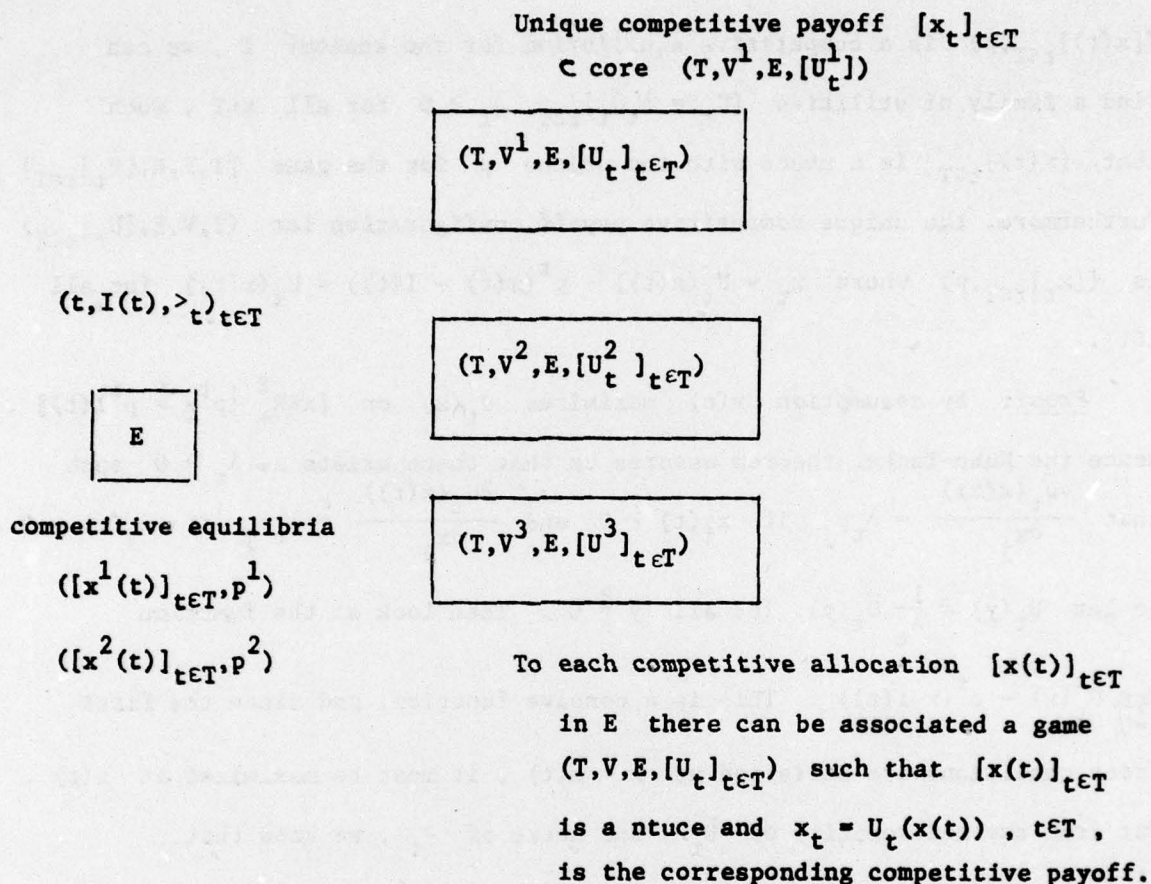 Unique competitive payoff [x_t]_{tεT}
⊂ core (T,V^1,E,[U_t^1])
(T,V^1,E,[U_t]_{tεT})
(t,I(t),>_t)_{tεT}
(T,V^2,E,[U_t^2]_{tεT})
E
competitive equilibria
(T,V^3,E,[U^3]_{tεT})
([x^1(t)]_{tεT},p^1)
([x^2(t)]_{tεT},p^2)
To each competitive allocation [x(t)]_{tεT}
in E there can be associated a game
(T,V,E,[U_t]_{tεT}) such that [x(t)]_{tεT}
is a ntuce and x_t = U_t(x(t)) , tεT ,
is the corresponding competitive payoff.